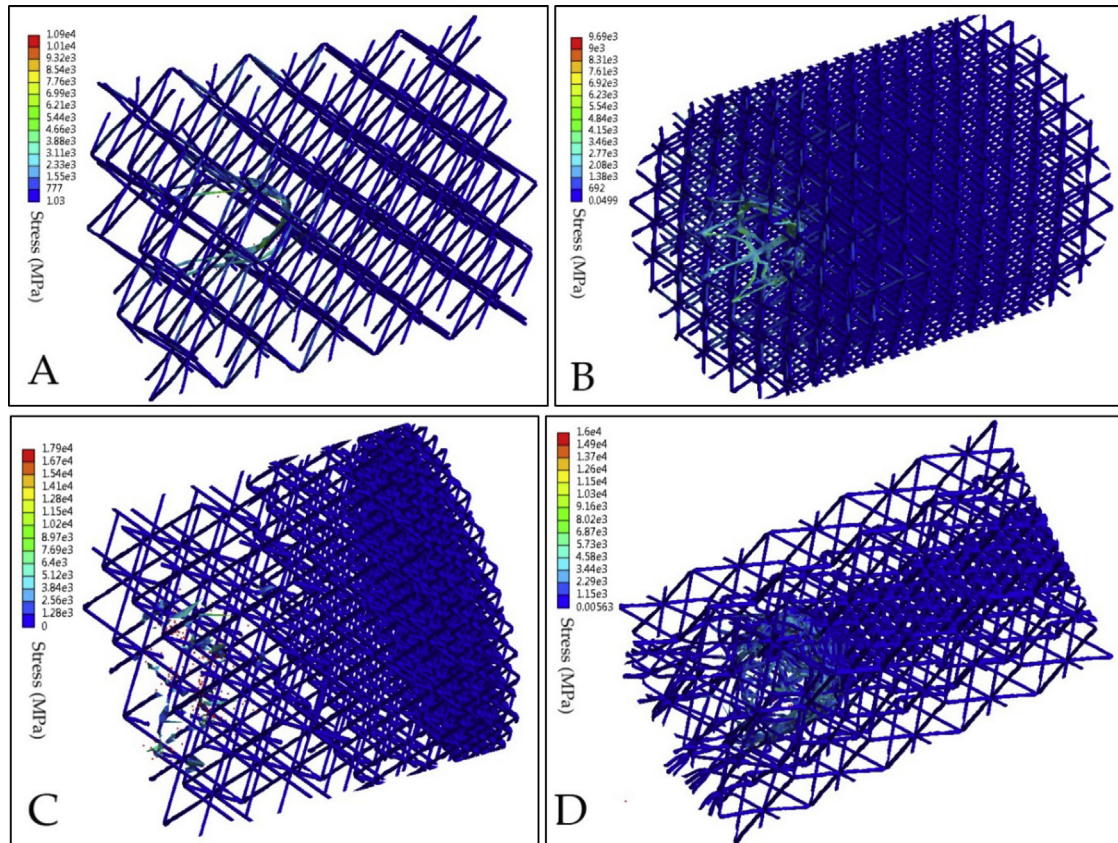 1.09e4
1.01e4
9.32e3
8.54e3
7.76e3
6.99e3
6.21e3
5.44e3
4.66e3
3.88e3
3.11e3
2.33e3
1.55e3
777
1.03
Stress (MPa)
A
9.69e3
9e3
8.31e3
7.61e3
6.92e3
6.23e3
5.54e3
4.84e3
4.15e3
3.46e3
2.77e3
2.08e3
1.38e3
692
0.0499
Stress (MPa)
B
1.79e4
1.67e4
1.54e4
1.41e4
1.28e4
1.15e4
1.02e4
8.97e3
7.69e3
6.4e3
5.12e3
3.84e3
2.56e3
1.28e3
0
Stress (MPa)
C
1.6e4
1.49e4
1.37e4
1.26e4
1.15e4
1.03e4
9.16e3
8.02e3
6.87e3
5.73e3
4.58e3
3.44e3
2.29e3
1.15e3
0.00563
Stress (MPa)
D